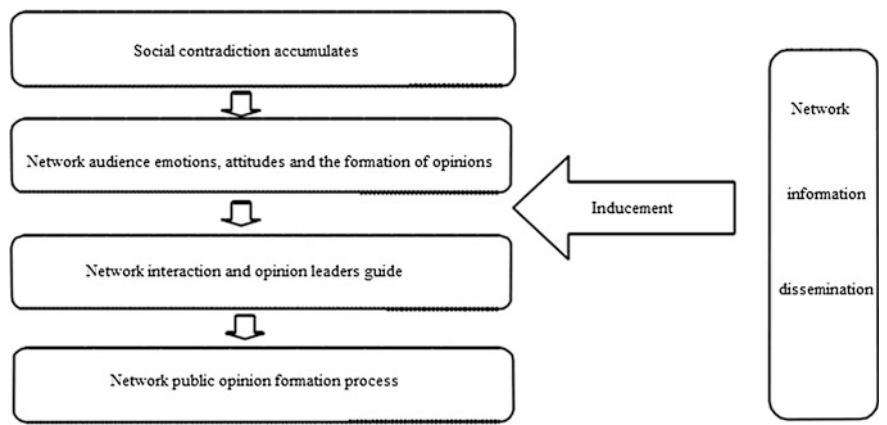 Social contradiction accumulates
Network audience emotions, attitudes and the formation of opinions
Network interaction and opinion leaders guide
Network public opinion formation process
Inducement
Network
information
dissemination